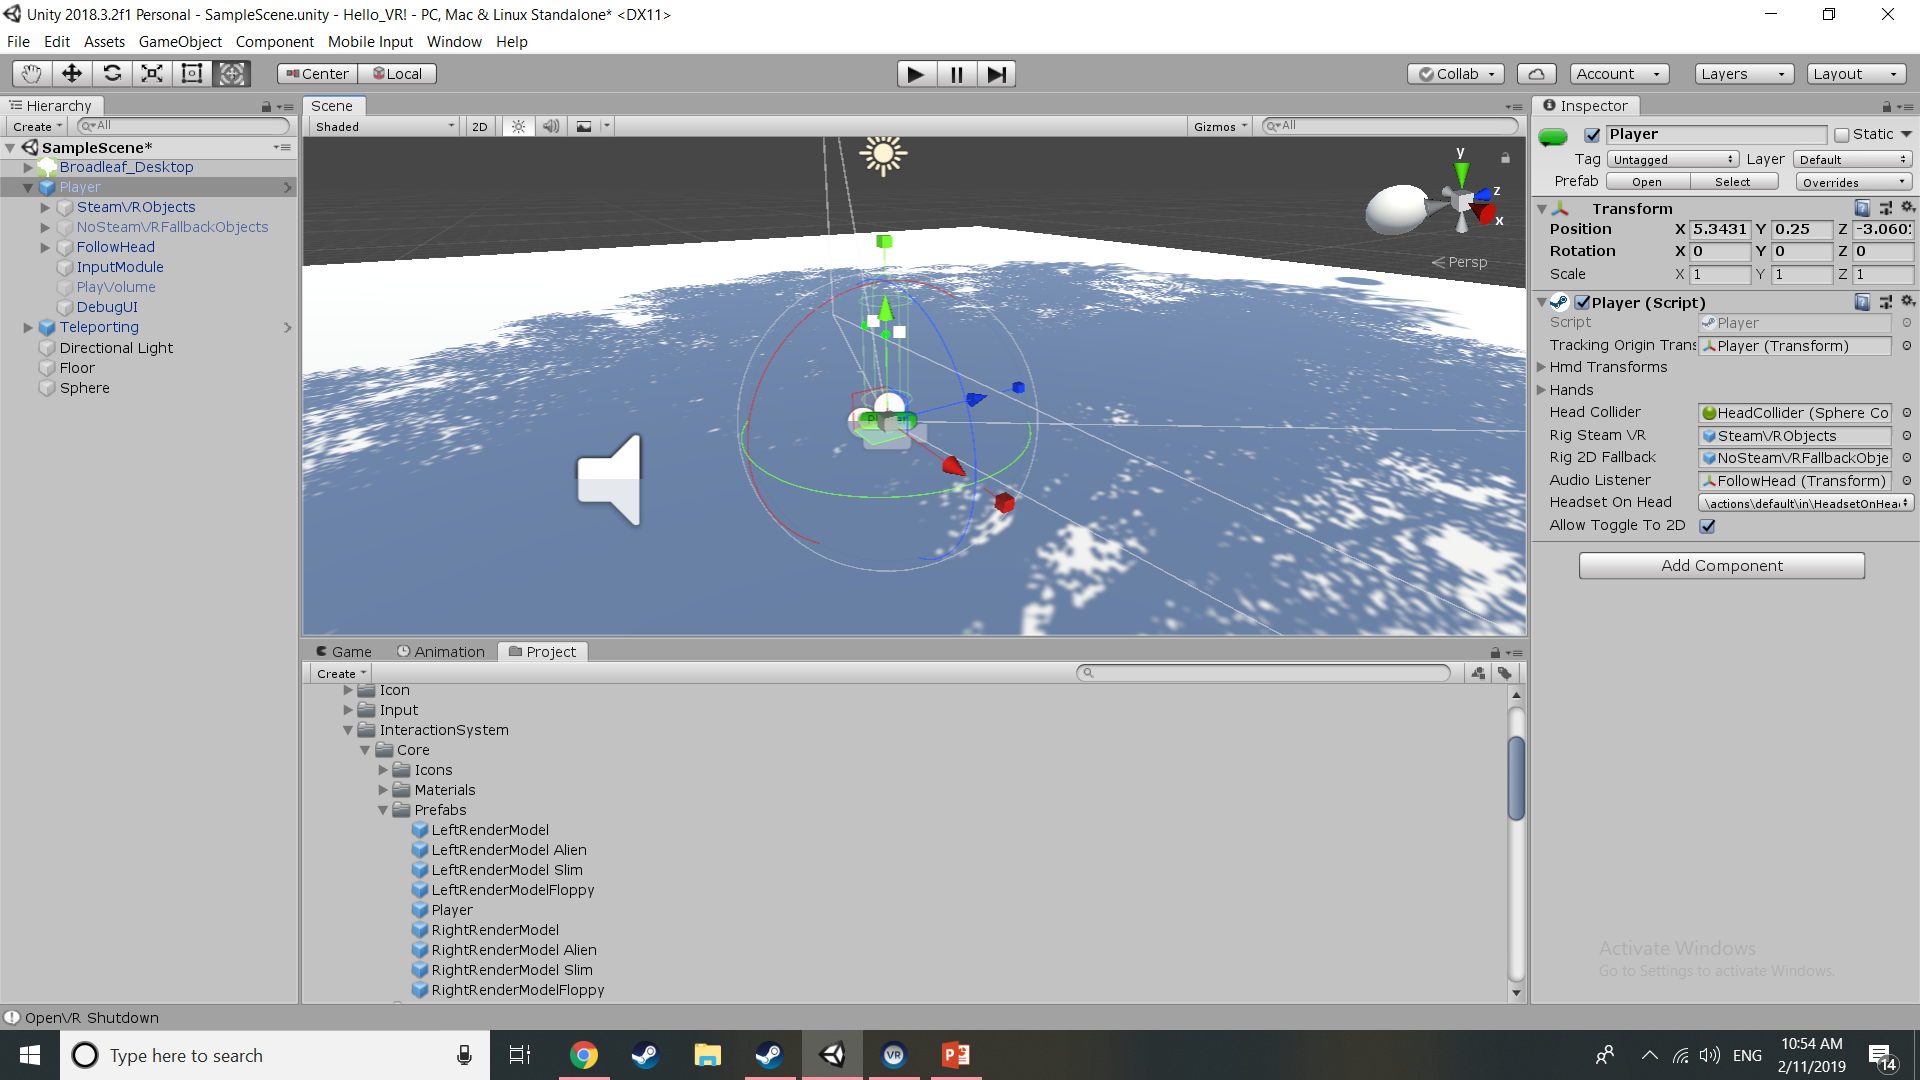 Unity 2018.3.2f1 Personal - SampleScene.unity - Hello_VR! - PC, Mac & Linux Standalone* <DX11>
File Edit Assets GameObject Component Mobile Input Window Help
Center Local Collab Account Layers Layout
Hierarchy
Create All
SampleScene*
Broadleaf_Desktop
Player
SteamVRObjects
NoSteamVRFallbackObjects
FollowHead
InputModule
PlayVolume
DebugUI
Teleporting
Directional Light
Floor
Sphere
Scene
Shaded 2D Gizmos All
y
z
x
Persp
Game Animation Project
Create
Icon
Input
InteractionSystem
Core
Icons
Materials
Prefabs
LeftRenderModel
LeftRenderModel Alien
LeftRenderModel Slim
LeftRenderModelFloppy
Player
RightRenderModel
RightRenderModel Alien
RightRenderModel Slim
RightRenderModelFloppy
Inspector
Player Static
Tag Untagged Layer Default
Prefab Open Select Overrides
Transform
Position X 5.3431 Y 0.25 Z -3.060
Rotation X 0 Y 0 Z 0
Scale X 1 Y 1 Z 1
Player (Script)
Script Player
Tracking Origin Trans Player (Transform)
Hmd Transforms
Hands
Head Collider HeadCollider (Sphere Co
Rig Steam VR SteamVRObjects
Rig 2D Fallback NoSteamVRFallbackObje
Audio Listener FollowHead (Transform)
Headset On Head \actions\default\in\HeadsetOnHea
Allow Toggle To 2D
Add Component
Activate Windows
Go to Settings to activate Windows.
OpenVR Shutdown
Type here to search
VR
P
ENG
10:54 AM
2/11/2019
14